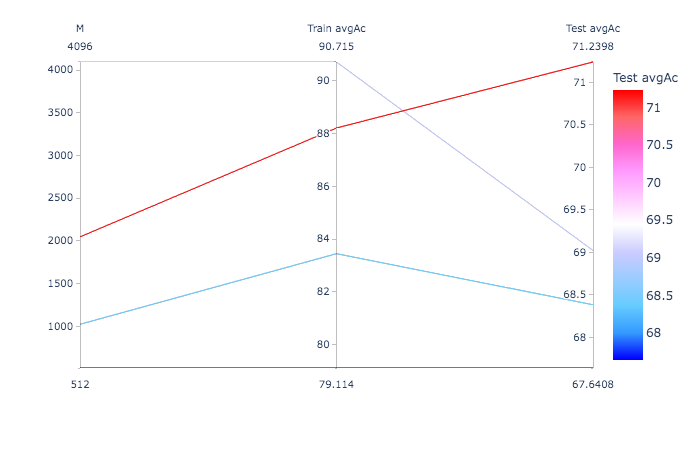 M Train avgAc Test avgAc
4096 90.715 71.2398
Test avgAc
4000 90 71 71
3500 88 70.5 70.5
3000 86 70 70
2500 69.5 69.5
2000 84 69 69
1500 82 68.5 68.5
1000 80 68 68
512 79.114 67.6408